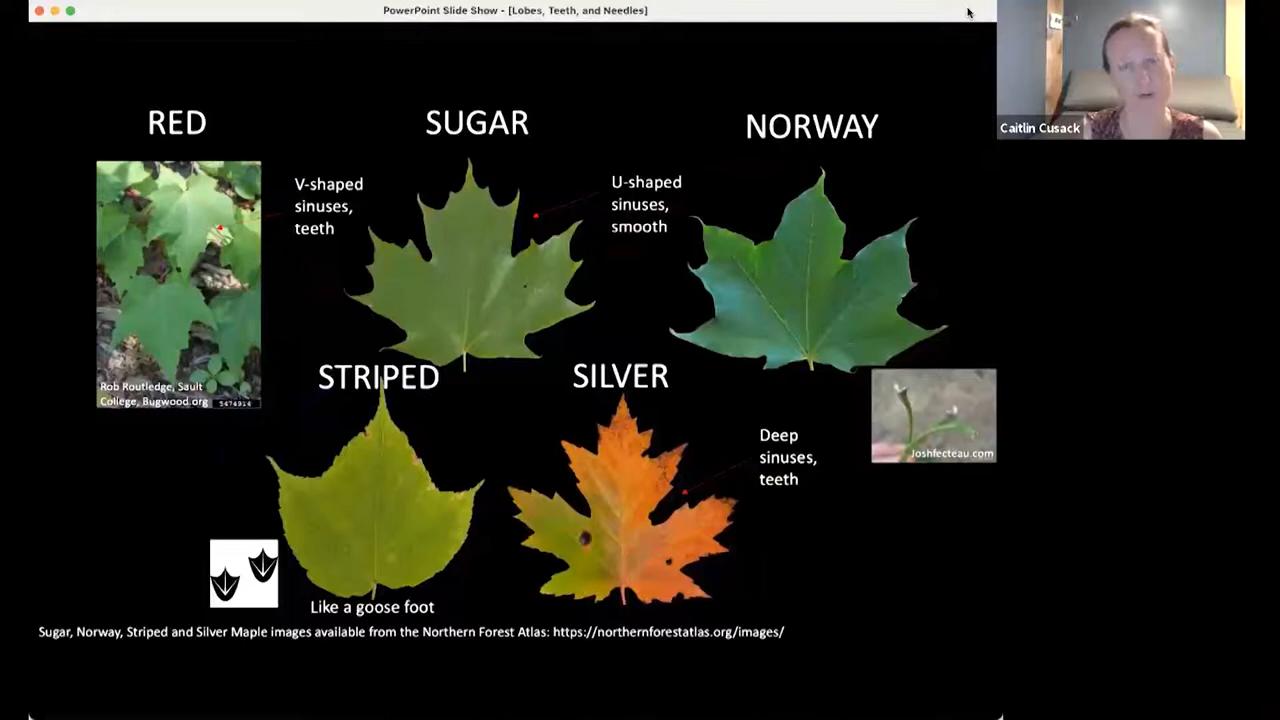 PowerPoint Slide Show - [Lobes, Teeth, and Needles]
Caitlin Cusack
RED
SUGAR
NORWAY
V-shaped
sinuses,
teeth
U-shaped
sinuses,
smooth
Rob Routledge, Sault
College, Bugwood.org
5474914
STRIPED
SILVER
Deep
sinuses,
teeth
Joshfecteau.com
Like a goose foot
Sugar, Norway, Striped and Silver Maple images available from the Northern Forest Atlas: https://northernforestatlas.org/images/